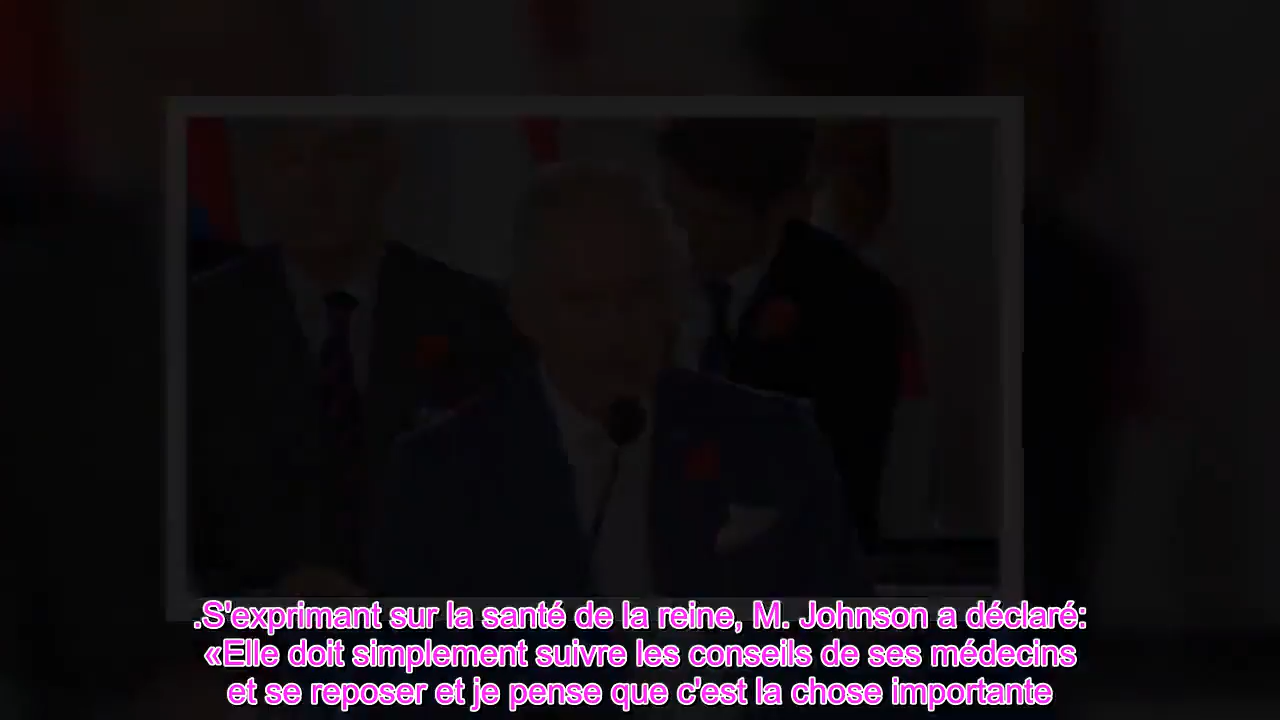 .S'exprimant sur la santé de la reine, M. Johnson a déclaré:
«Elle doit simplement suivre les conseils de ses médecins
et se reposer et je pense que c'est la chose importante